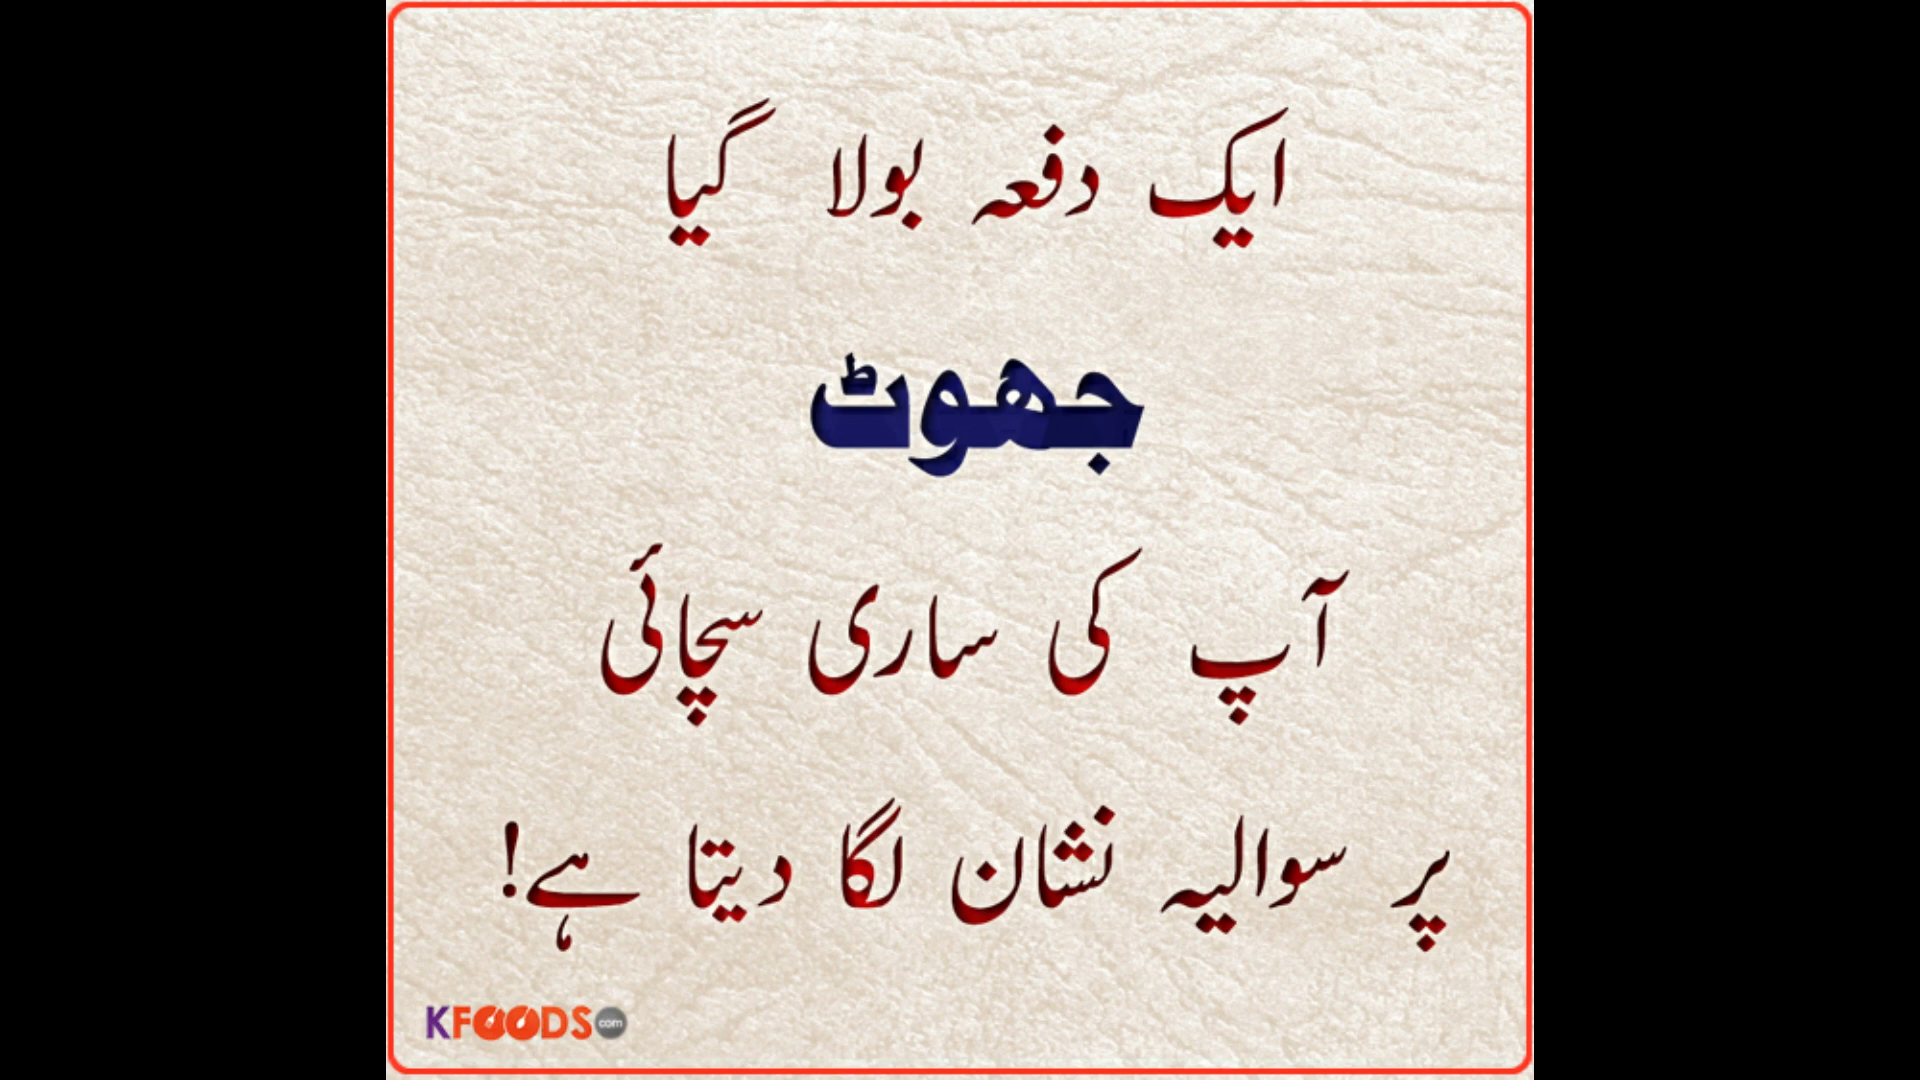 ایک دفعہ بولا گیا
جھوٹ
آپ کی ساری سچائی
پر سوالیہ نشان لگا دیتا ہے!
KFOODS.com